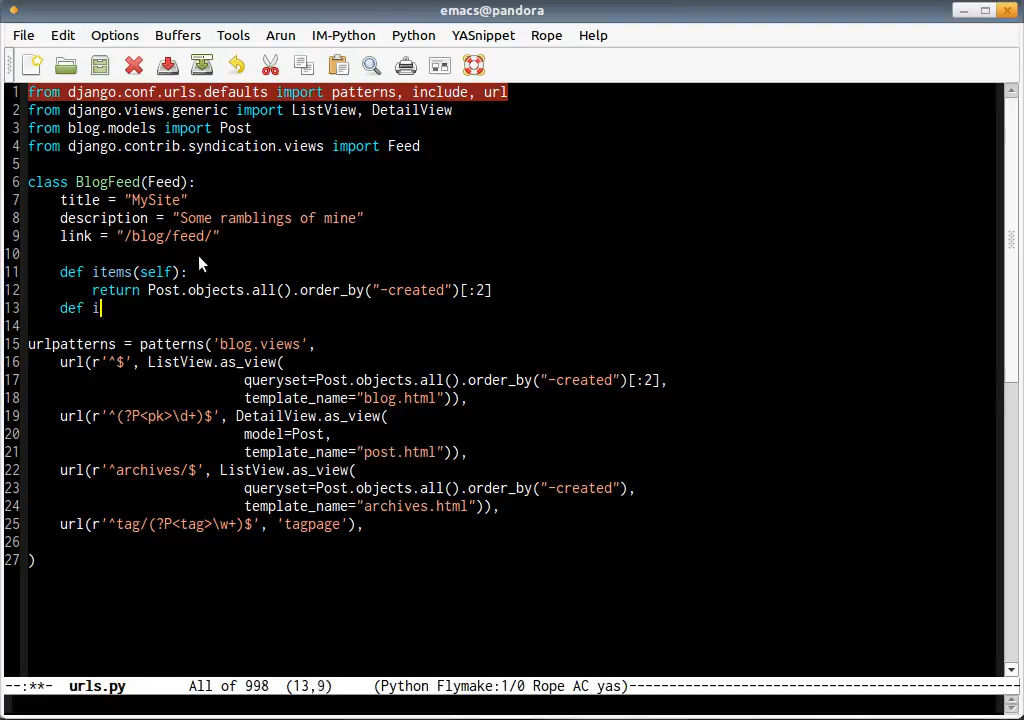 emacs@pandora
File Edit Options Buffers Tools Arun IM-Python Python YASnippet Rope Help
1 from django.conf.urls.defaults import patterns, include, url
2 from django.views.generic import ListView, DetailView
3 from blog.models import Post
4 from django.contrib.syndication.views import Feed
5
6 class BlogFeed(Feed):
7     title = "MySite"
8     description = "Some ramblings of mine"
9     link = "/blog/feed/"
10
11     def items(self):
12         return Post.objects.all().order_by("-created")[:2]
13     def i
14
15 urlpatterns = patterns('blog.views',
16     url(r'^$', ListView.as_view(
17                            queryset=Post.objects.all().order_by("-created")[:2],
18                            template_name="blog.html")),
19     url(r'^(?P<pk>\d+)$', DetailView.as_view(
20                            model=Post,
21                            template_name="post.html")),
22     url(r'^archives/$', ListView.as_view(
23                            queryset=Post.objects.all().order_by("-created"),
24                            template_name="archives.html")),
25     url(r'^tag/(?P<tag>\w+)$', 'tagpage'),
26
27 )
--:**-  urls.py        All of 998  (13,9)     (Python Flymake:1/0 Rope AC yas)------------------------------------------------